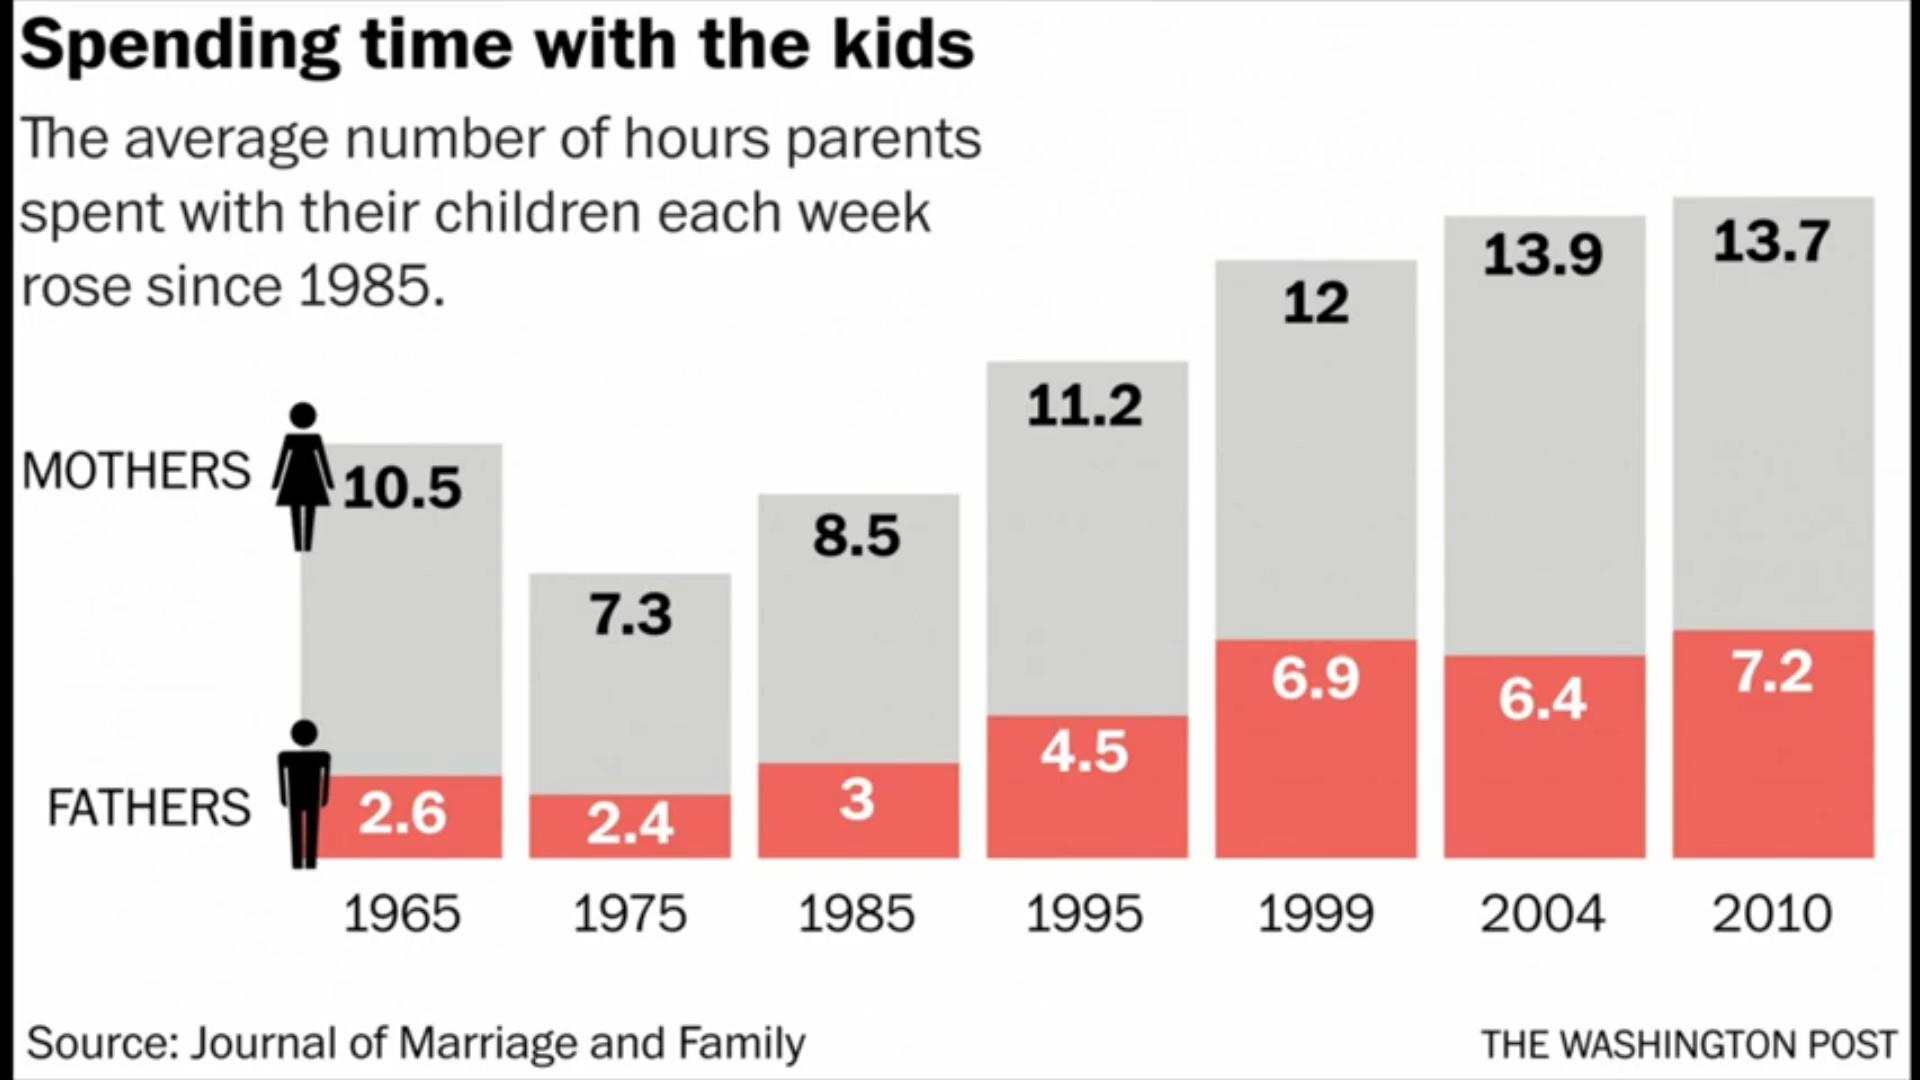 Spending time with the kids
The average number of hours parents
spent with their children each week
rose since 1985.
MOTHERS
FATHERS
10.5
7.3
8.5
11.2
12
13.9
13.7
2.6
2.4
3
4.5
6.9
6.4
7.2
1965 1975 1985 1995 1999 2004 2010
Source: Journal of Marriage and Family
THE WASHINGTON POST